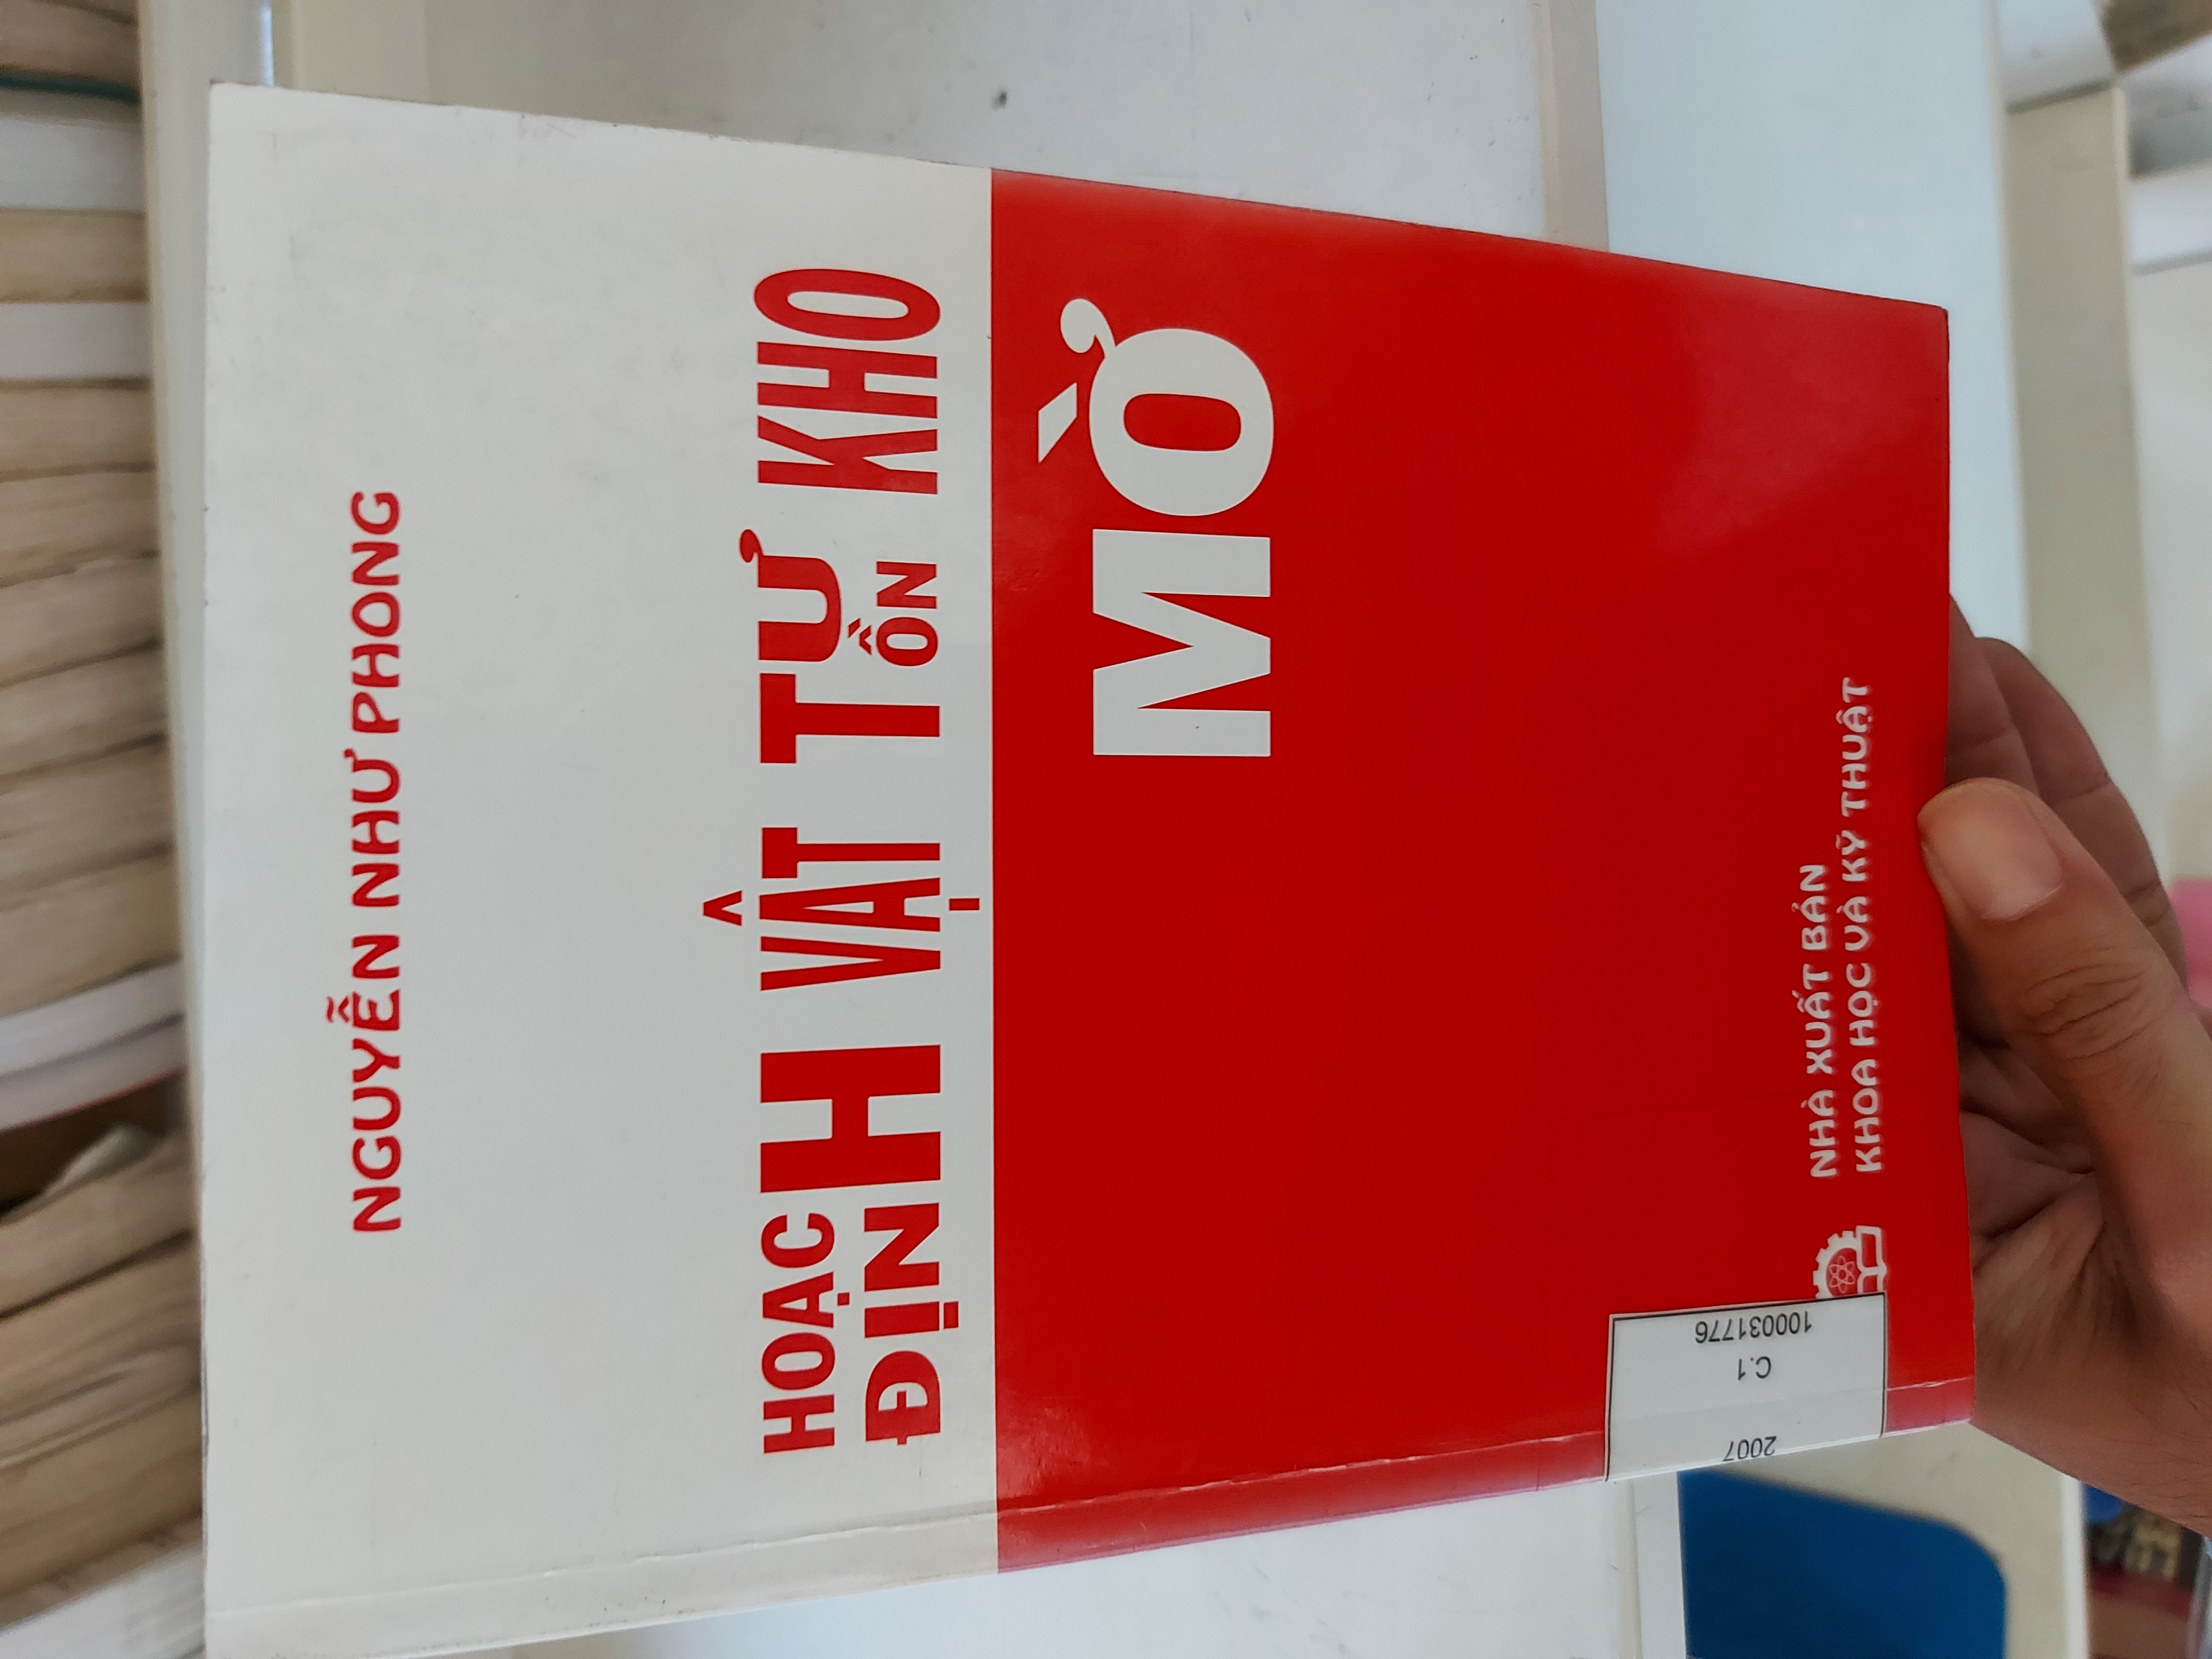 NGUYỄN NHƯ PHONG
HOẠCH VẬT TƯ KHO
ĐỊNH TỒN
MỜ
2007
C.1
100031776
NHÀ XUẤT BẢN
KHOA HỌC VÀ KỸ THUẬT